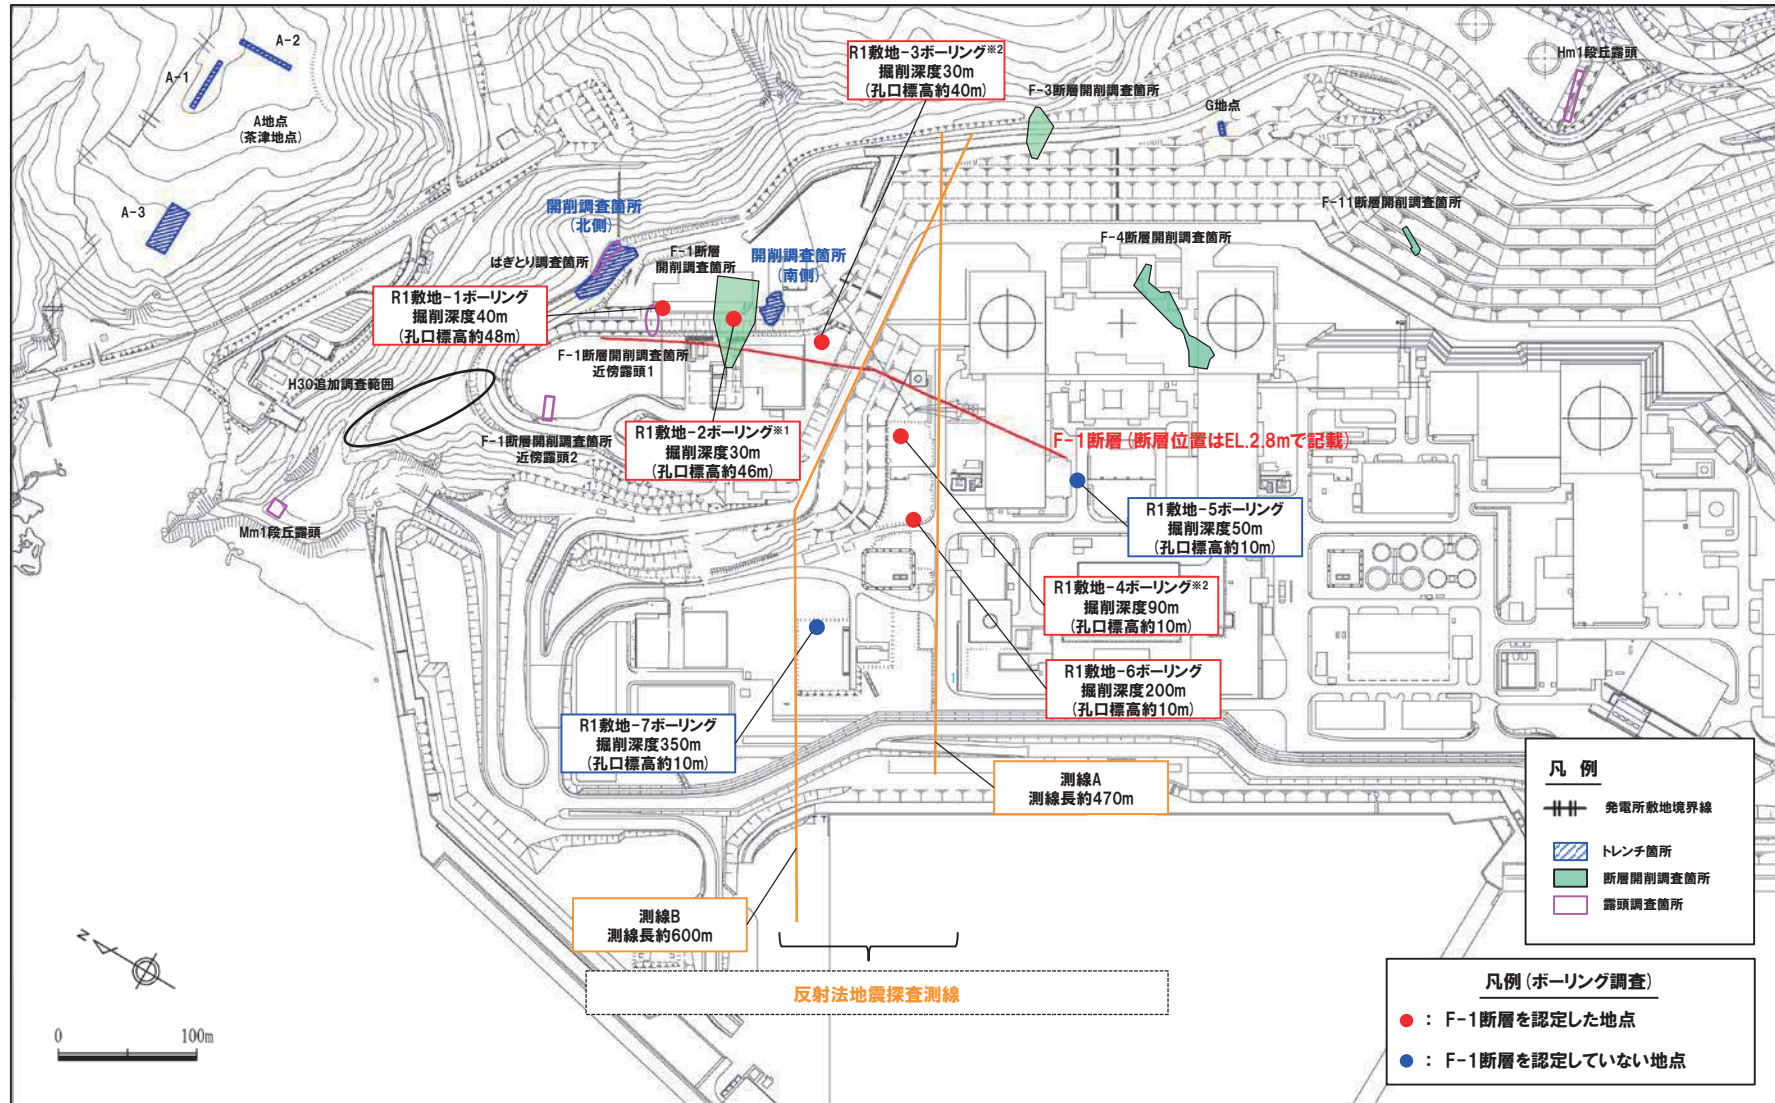 A-2
A-1
A地点
(茶津地点)
A-3
R1敷地-3ボーリング※2
掘削深度30m
(孔口標高約40m)
F-3断層開削調査箇所
G地点
Hm1段丘露頭
F-11断層開削調査箇所
F-4断層開削調査箇所
開削調査箇所
(北側)
はぎとり調査箇所
F-1断層
開削調査箇所
開削調査箇所
(南側)
R1敷地-1ボーリング
掘削深度40m
(孔口標高約48m)
F-1断層開削調査箇所
近傍露頭1
H30追加調査範囲
F-1断層開削調査箇所
近傍露頭2
R1敷地-2ボーリング※1
掘削深度30m
(孔口標高約46m)
F-1断層(断層位置はEL.2.8mで記載)
Mm1段丘露頭
R1敷地-5ボーリング
掘削深度50m
(孔口標高約10m)
R1敷地-4ボーリング※2
掘削深度90m
(孔口標高約10m)
R1敷地-6ボーリング
掘削深度200m
(孔口標高約10m)
R1敷地-7ボーリング
掘削深度350m
(孔口標高約10m)
測線A
測線長約470m
測線B
測線長約600m
反射法地震探査測線
N
0
100m
凡 例
発電所敷地境界線
トレンチ箇所
断層開削調査箇所
露頭調査箇所
凡例(ボーリング調査)
: F-1断層を認定した地点
: F-1断層を認定していない地点